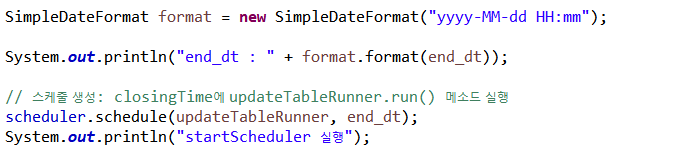 SimpleDateFormat format = new SimpleDateFormat("yyyy-MM-dd HH:mm");
System.out.println("end_dt : " + format.format(end_dt));
// 스케줄 생성: closingTime에 updateTableRunner.run() 메소드 실행
scheduler.schedule(updateTableRunner, end_dt);
System.out.println("startScheduler 실행");